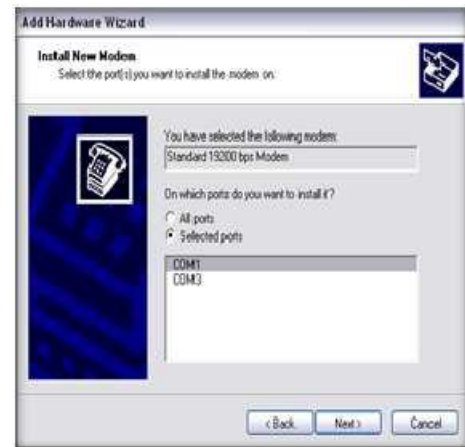 Add Hardware Wizard
Install New Modem
Select the port(s) you want to install the modem on.
You have selected the following modem:
Standard 19200 bps Modem
On which ports do you want to install it?
All ports
Selected ports
COM1
COM3
< Back
Next >
Cancel